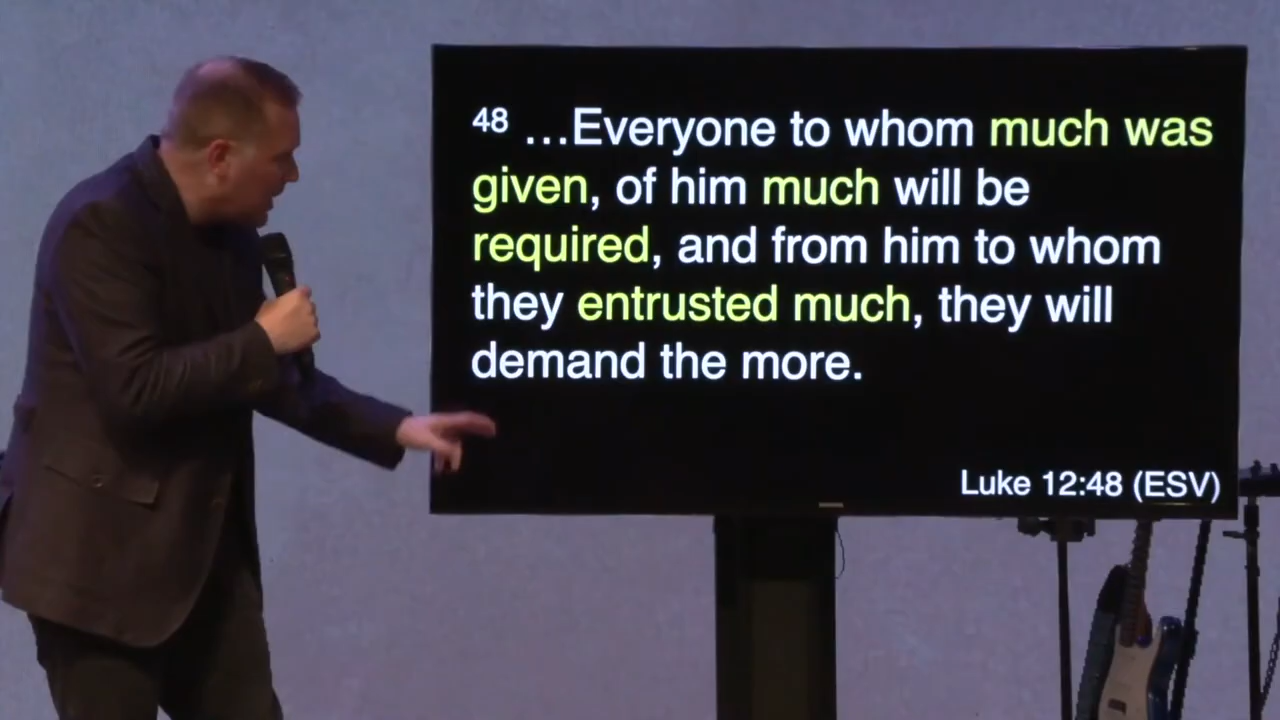 48 ...Everyone to whom much was
given, of him much will be
required, and from him to whom
they entrusted much, they will
demand the more.
Luke 12:48 (ESV)